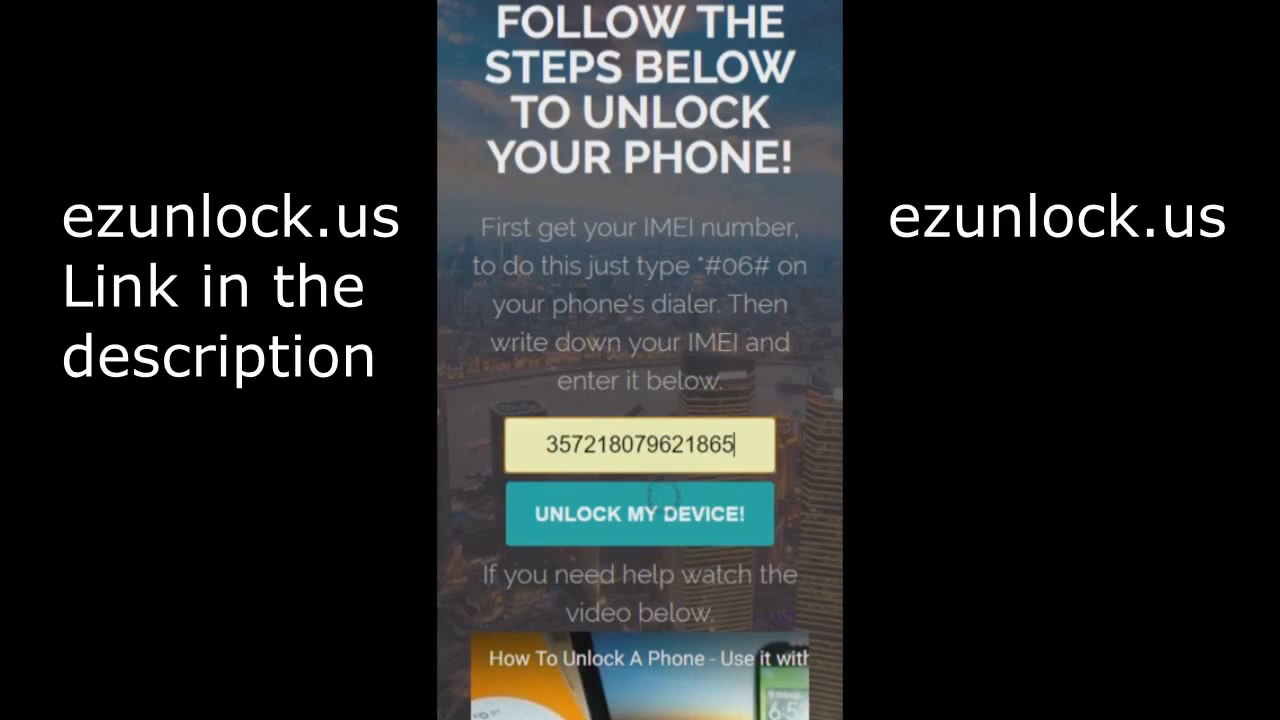 FOLLOW THE
STEPS BELOW
TO UNLOCK
YOUR PHONE!
ezunlock.us
Link in the
description
ezunlock.us
First get your IMEI number,
to do this just type *#06# on
your phone's dialer. Then
write down your IMEI and
enter it below.
357218079621865
UNLOCK MY DEVICE!
If you need help watch the
video below.
How To Unlock A Phone - Use it with